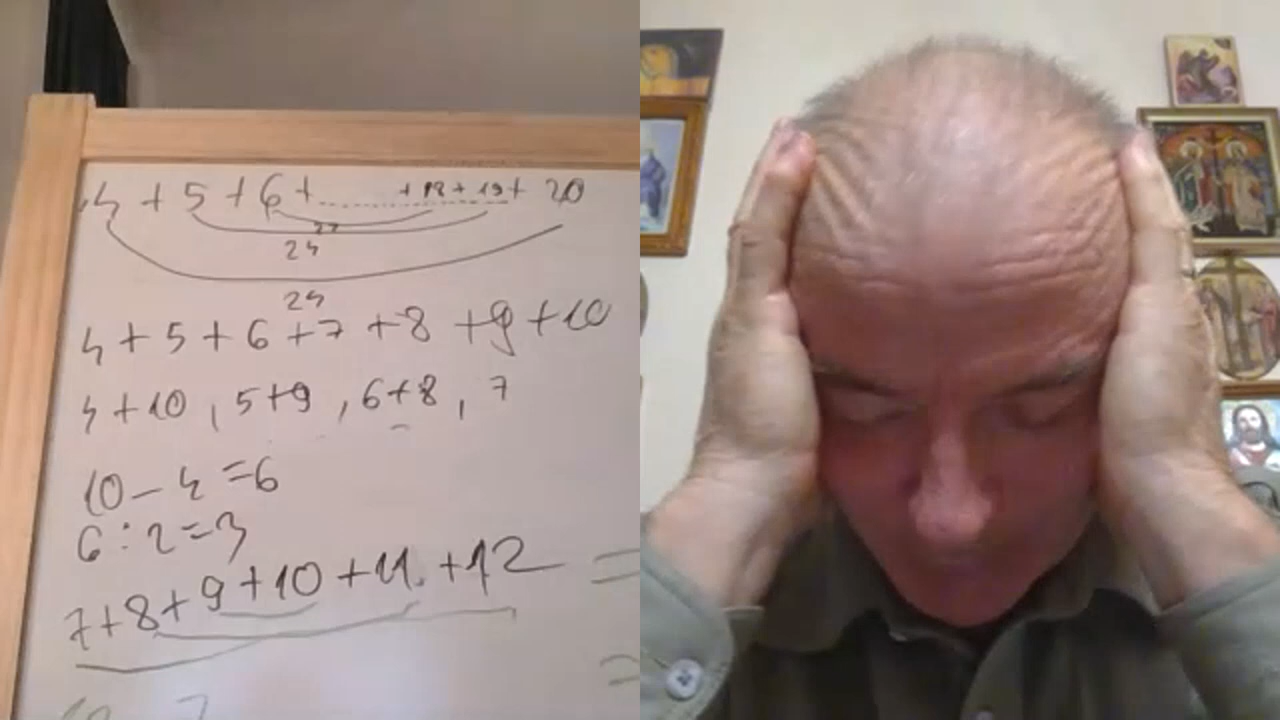 4 + 5 + 6 + ............ + 18 + 19 + 20
24
24
4 + 5 + 6 + 7 + 8 + 9 + 10
4 + 10 , 5+9 , 6+8 , 7
10 - 4 = 6
6 : 2 = 3
7 + 8 + 9 + 10 + 11 + 12 =